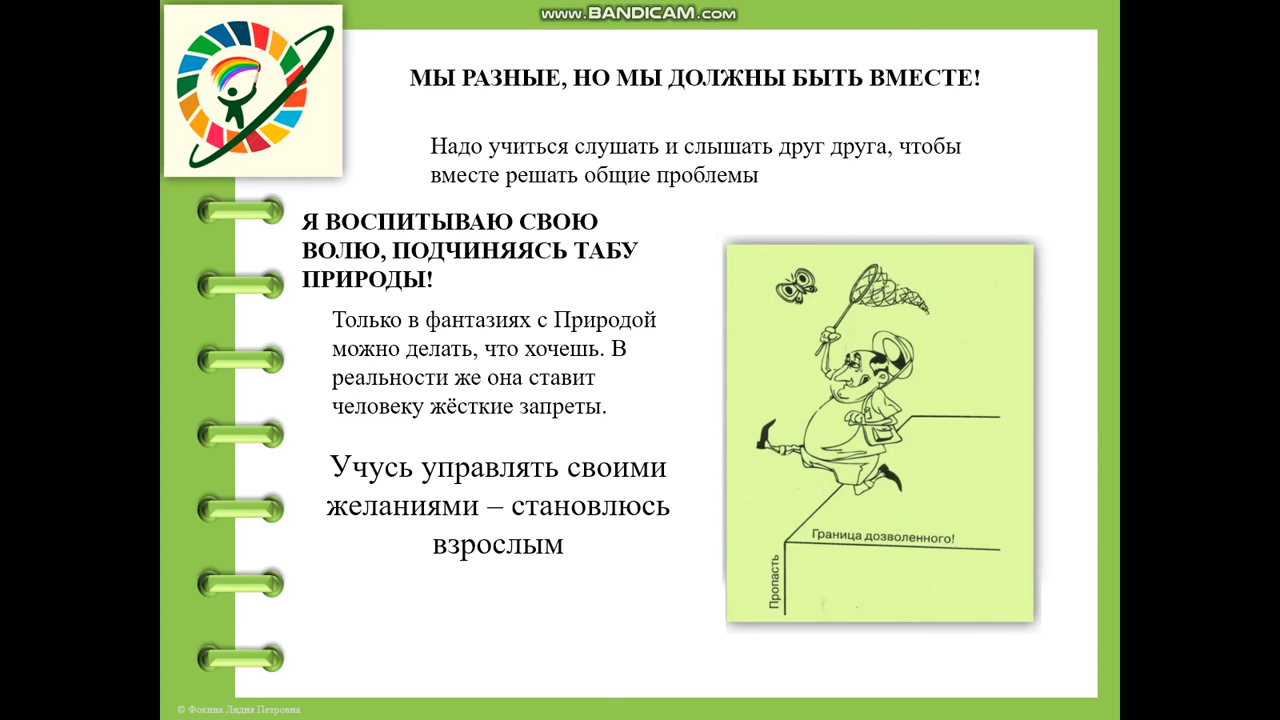 www.BANDICAM.com
МЫ РАЗНЫЕ, НО МЫ ДОЛЖНЫ БЫТЬ ВМЕСТЕ!
Надо учиться слушать и слышать друг друга, чтобы
вместе решать общие проблемы
Я ВОСПИТЫВАЮ СВОЮ
ВОЛЮ, ПОДЧИНЯЯСЬ ТАБУ
ПРИРОДЫ!
Только в фантазиях с Природой
можно делать, что хочешь. В
реальности же она ставит
человеку жёсткие запреты.
Учусь управлять своими
желаниями – становлюсь
взрослым
Граница дозволенного!
Пропасть
© Фокина Лидия Петровна